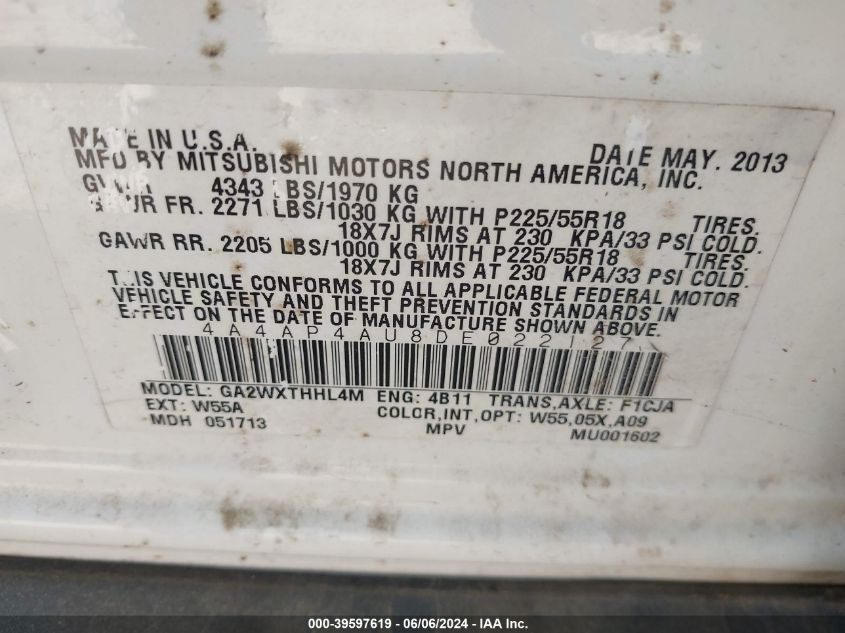 MADE IN U.S.A. DATE MAY. 2013
MFD BY MITSUBISHI MOTORS NORTH AMERICA, INC.
GVWR 4343 LBS/1970 KG
GAWR FR. 2271 LBS/1030 KG WITH P225/55R18 TIRES.
18X7J RIMS AT 230 KPA/33 PSI COLD.
GAWR RR. 2205 LBS/1000 KG WITH P225/55R18 TIRES.
18X7J RIMS AT 230 KPA/33 PSI COLD.
THIS VEHICLE CONFORMS TO ALL APPLICABLE FEDERAL MOTOR
VEHICLE SAFETY AND THEFT PREVENTION STANDARDS IN
EFFECT ON THE DATE OF MANUFACTURE SHOWN ABOVE.
4A4AP4AU8DE022127
MODEL: GA2WXTHHL4M ENG: 4B11 TRANS,AXLE: F1CJA
EXT: W55A COLOR,INT,OPT: W55,05X,A09
MDH 051713 MPV MU001602
000-39597619 - 06/06/2024 - IAA Inc.